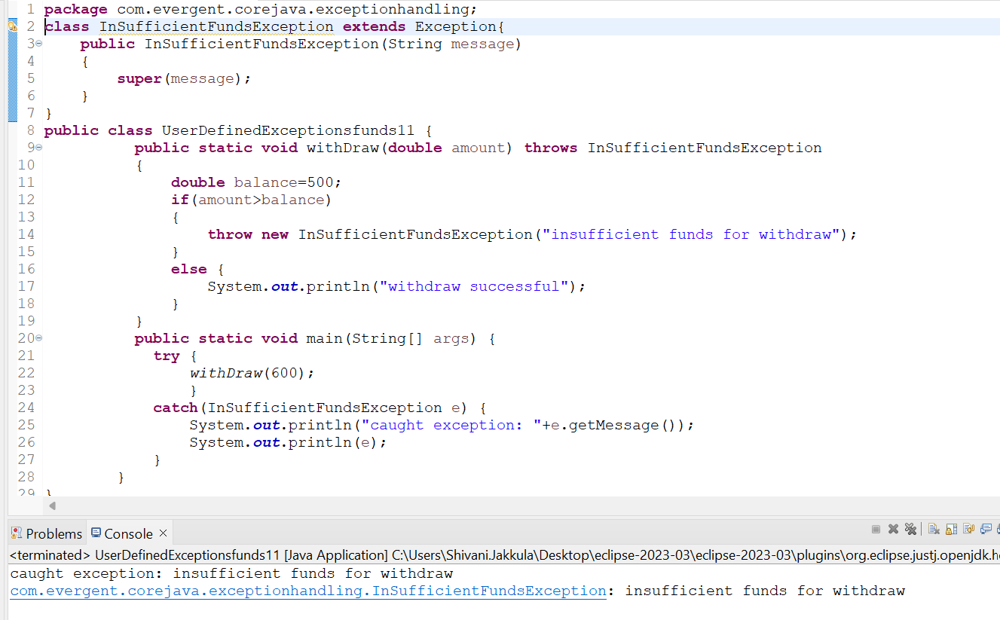 1 package com.evergent.corejava.exceptionhandling;
2 class InSufficientFundsException extends Exception{
3 public InSufficientFundsException(String message)
4 {
5 super(message);
6 }
7 }
8 public class UserDefinedExceptionsfunds11 {
9 public static void withDraw(double amount) throws InSufficientFundsException
10 {
11 double balance=500;
12 if(amount>balance)
13 {
14 throw new InSufficientFundsException("insufficient funds for withdraw");
15 }
16 else {
17 System.out.println("withdraw successful");
18 }
19 }
20 public static void main(String[] args) {
21 try {
22 withDraw(600);
23 }
24 catch(InSufficientFundsException e) {
25 System.out.println("caught exception: "+e.getMessage());
26 System.out.println(e);
27 }
28 }
29 }
Problems Console
<terminated> UserDefinedExceptionsfunds11 [Java Application] C:\Users\Shivani.Jakkula\Desktop\eclipse-2023-03\eclipse-2023-03\plugins\org.eclipse.justj.openjdk.h
caught exception: insufficient funds for withdraw
com.evergent.corejava.exceptionhandling.InSufficientFundsException: insufficient funds for withdraw